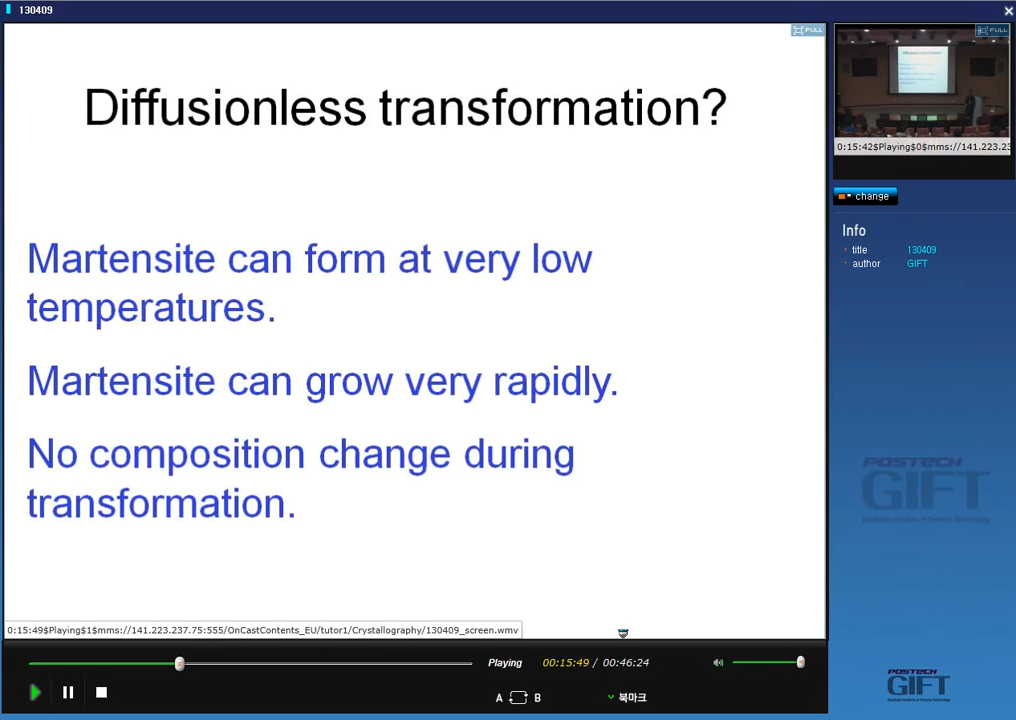 130409
FULL
Diffusionless transformation?
Martensite can form at very low
temperatures.
Martensite can grow very rapidly.
No composition change during
transformation.
0:15:49$Playing$1$mms://141.223.237.75:555/OnCastContents_EU/tutor1/Crystallography/130409_screen.wmv
Playing
00:15:49 / 00:46:24
A B
북마크
FULL
Diffusionless transformation?
0:15:42$Playing$0$mms://141.223.23
change
Info
title 130409
author GIFT
POSTECH
GIFT
POSTECH
GIFT